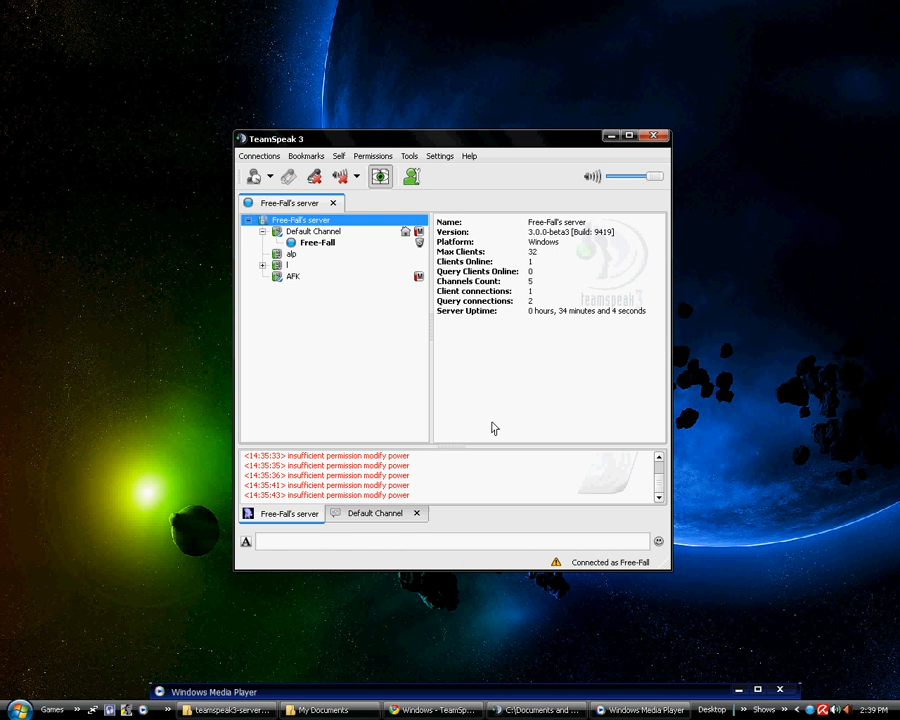 TeamSpeak 3
Connections Bookmarks Self Permissions Tools Settings Help
Free-Fall's server
Free-Fall's server
Default Channel
Free-Fall
alp
l
AFK
Name: Free-Fall's server
Version: 3.0.0-beta3 [Build: 9419]
Platform: Windows
Max Clients: 32
Clients Online: 1
Query Clients Online: 0
Channels Count: 5
Client connections: 1
Query connections: 2
Server Uptime: 0 hours, 34 minutes and 4 seconds
teamspeak3
<14:35:33> insufficient permission modify power
<14:35:35> insufficient permission modify power
<14:35:36> insufficient permission modify power
<14:35:41> insufficient permission modify power
<14:35:43> insufficient permission modify power
Free-Fall's server Default Channel
A
Connected as Free-Fall
Windows Media Player
Games » » teamspeak3-server... My Documents Windows - TeamSp... C:\Documents and ... Windows Media Player Desktop » Shows » 2:39 PM